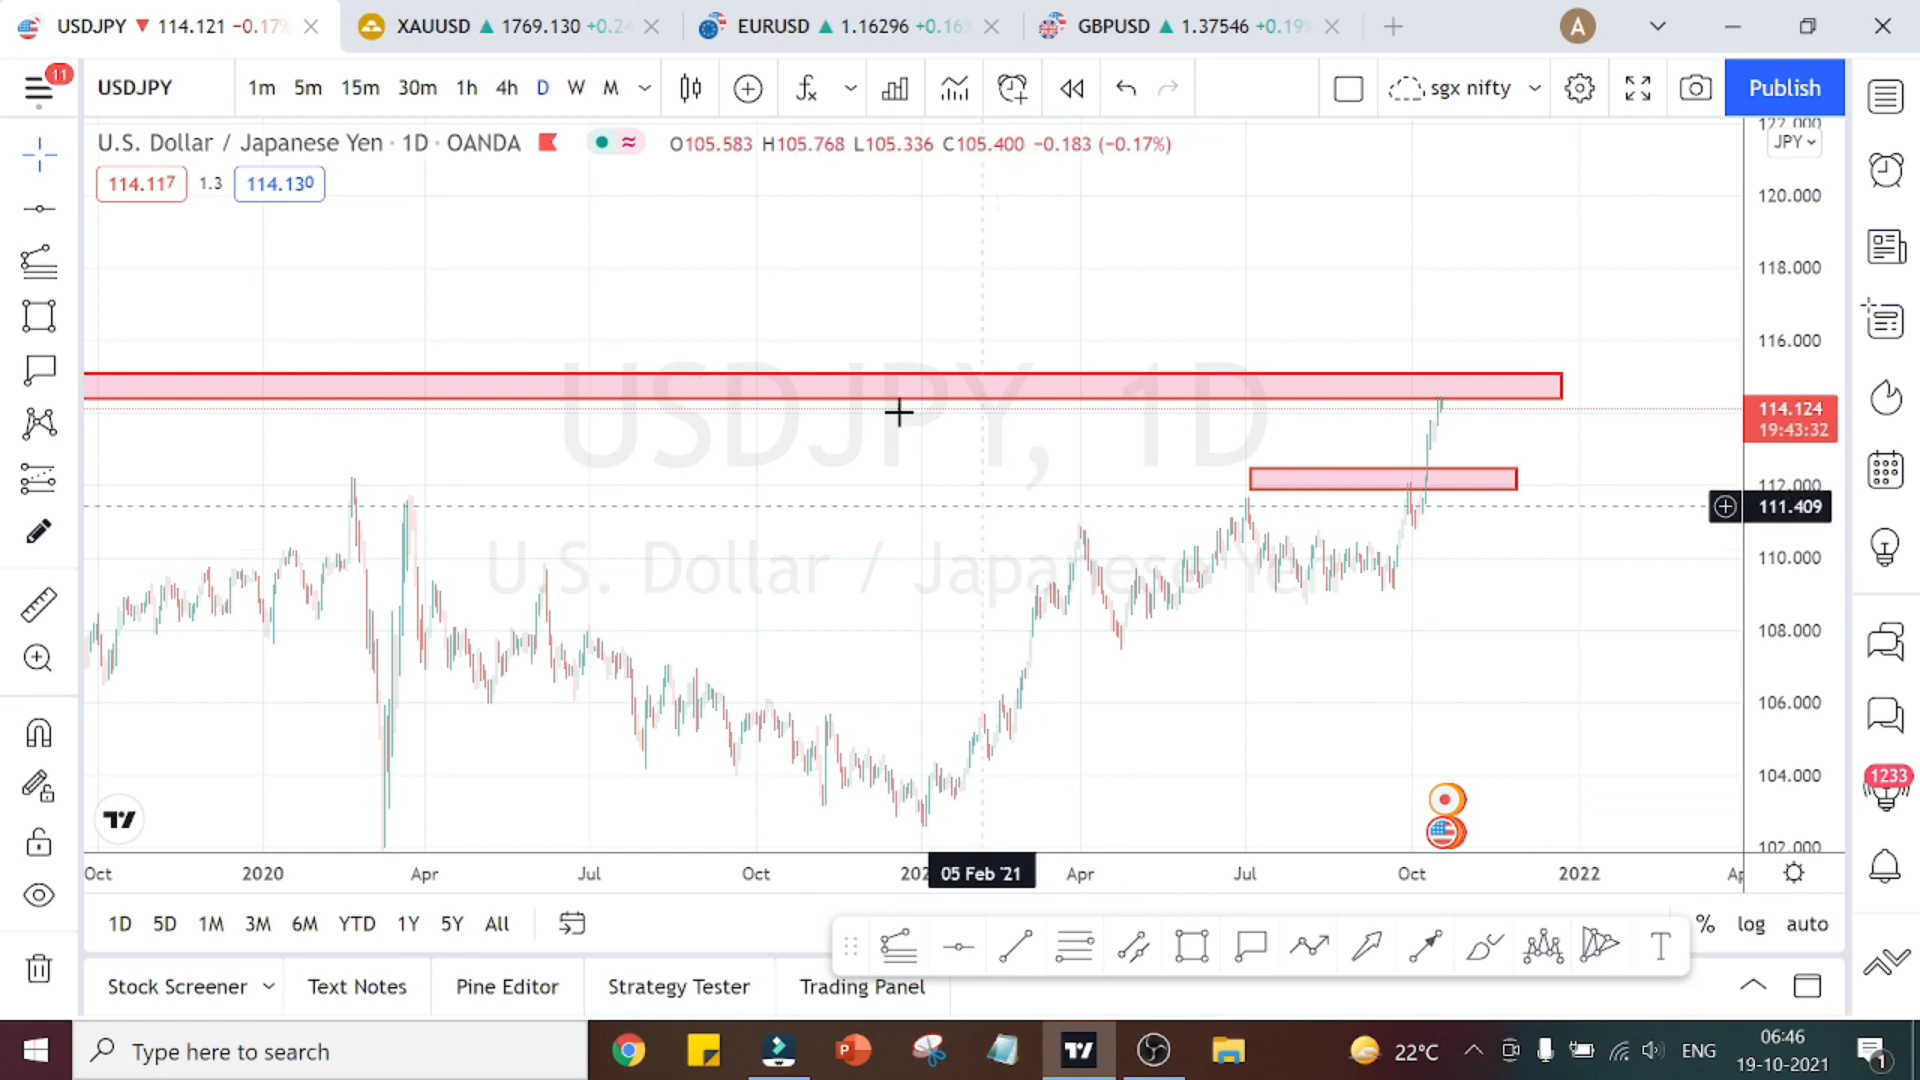 USDJPY ▼ 114.121 −0.17%
XAUUSD ▲ 1769.130 +0.24
EURUSD ▲ 1.16296 +0.16%
GBPUSD ▲ 1.37546 +0.19%
A
11
USDJPY
1m 5m 15m 30m 1h 4h D W M
sgx nifty
Publish
U.S. Dollar / Japanese Yen · 1D · OANDA
O105.583 H105.768 L105.336 C105.400 −0.183 (−0.17%)
114.117 1.3 114.130
USDJPY, 1D
U.S. Dollar / Japanese Yen
JPY
120.000
118.000
116.000
114.124
19:43:32
112.000
111.409
110.000
108.000
106.000
104.000
102.000
1233
Oct 2020 Apr Jul Oct 05 Feb '21 Apr Jul Oct 2022
1D 5D 1M 3M 6M YTD 1Y 5Y All
% log auto
Stock Screener Text Notes Pine Editor Strategy Tester Trading Panel
Type here to search
22°C
ENG
06:46
19-10-2021
1